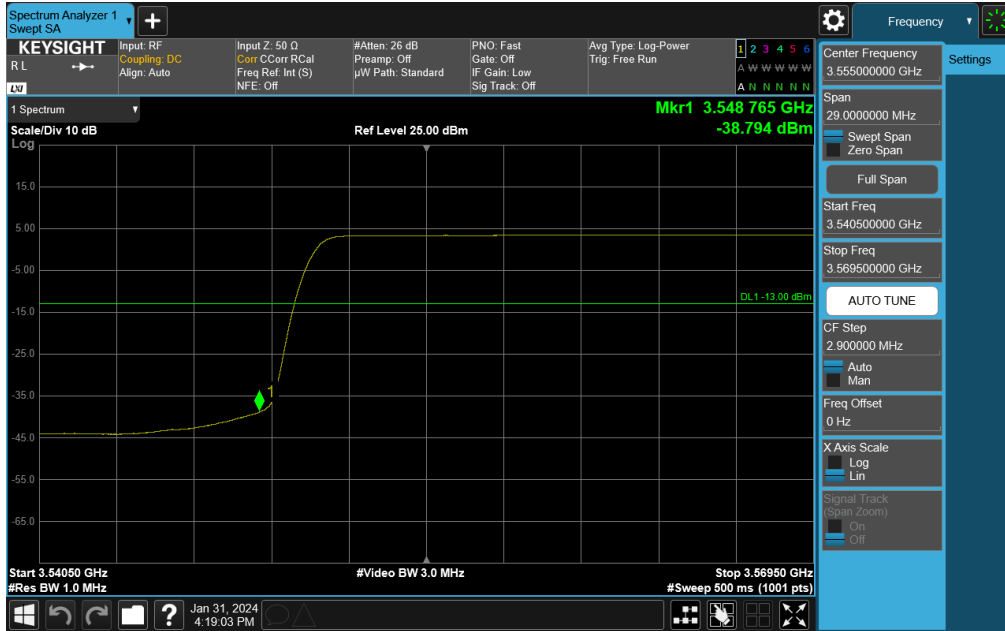 Spectrum Analyzer 1
Swept SA
Frequency
KEYSIGHT
R L
LXI
Input: RF
Coupling: DC
Align: Auto
Input Z: 50 Ω
Corr CCorr RCal
Freq Ref: Int (S)
NFE: Off
#Atten: 26 dB
Preamp: Off
µW Path: Standard
PNO: Fast
Gate: Off
IF Gain: Low
Sig Track: Off
Avg Type: Log-Power
Trig: Free Run
1 2 3 4 5 6
A W W W W W
A N N N N N
1 Spectrum
Scale/Div 10 dB
Log
Ref Level 25.00 dBm
Mkr1 3.548 765 GHz
-38.794 dBm
15.0
5.00
-5.00
-15.0
-25.0
-35.0
-45.0
-55.0
-65.0
DL1 -13.00 dBm
1
Start 3.54050 GHz
#Res BW 1.0 MHz
#Video BW 3.0 MHz
Stop 3.56950 GHz
#Sweep 500 ms (1001 pts)
Center Frequency
3.555000000 GHz
Settings
Span
29.0000000 MHz
Swept Span
Zero Span
Full Span
Start Freq
3.540500000 GHz
Stop Freq
3.569500000 GHz
AUTO TUNE
CF Step
2.900000 MHz
Auto
Man
Freq Offset
0 Hz
X Axis Scale
Log
Lin
Signal Track
(Span Zoom)
On
Off
?
Jan 31, 2024
4:19:03 PM